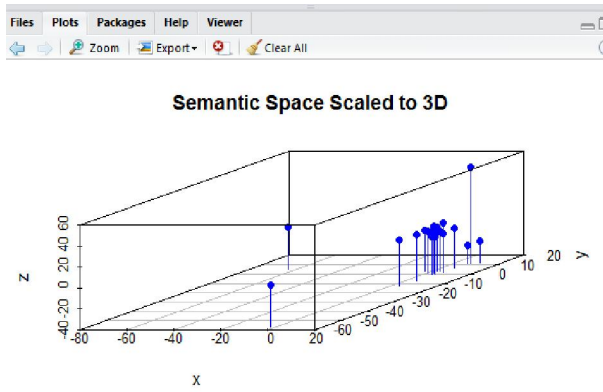 Files Plots Packages Help Viewer
Zoom Export Clear All
Semantic Space Scaled to 3D
60
40
20
0
-20
-40
z
-80 -60 -40 -20 0 20
x
-60 -50 -40 -30 -20 -10 0 10 20
y